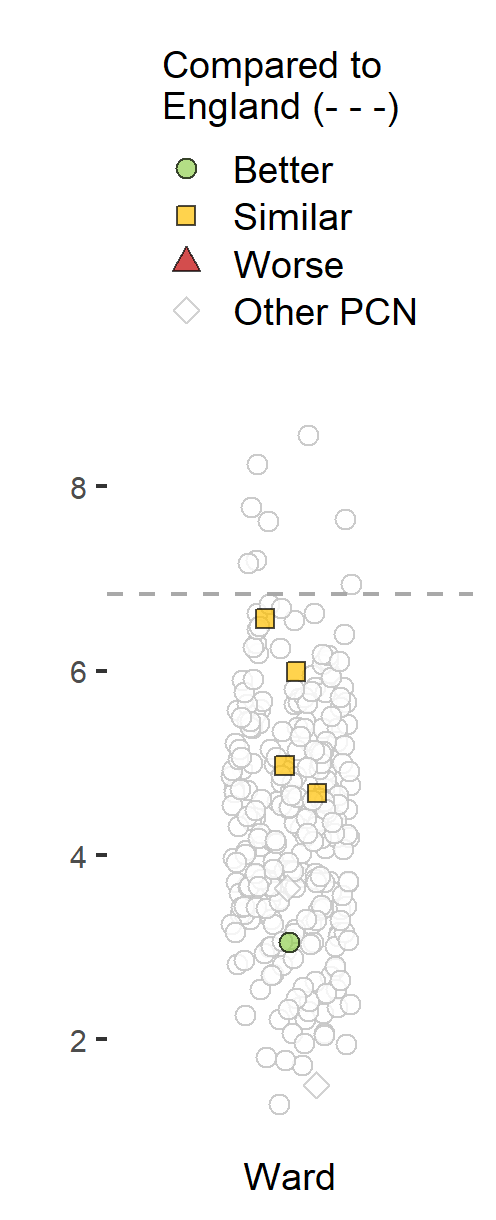 Compared to
England (- - -)
Better
Similar
Worse
Other PCN
8
6
4
2
Ward